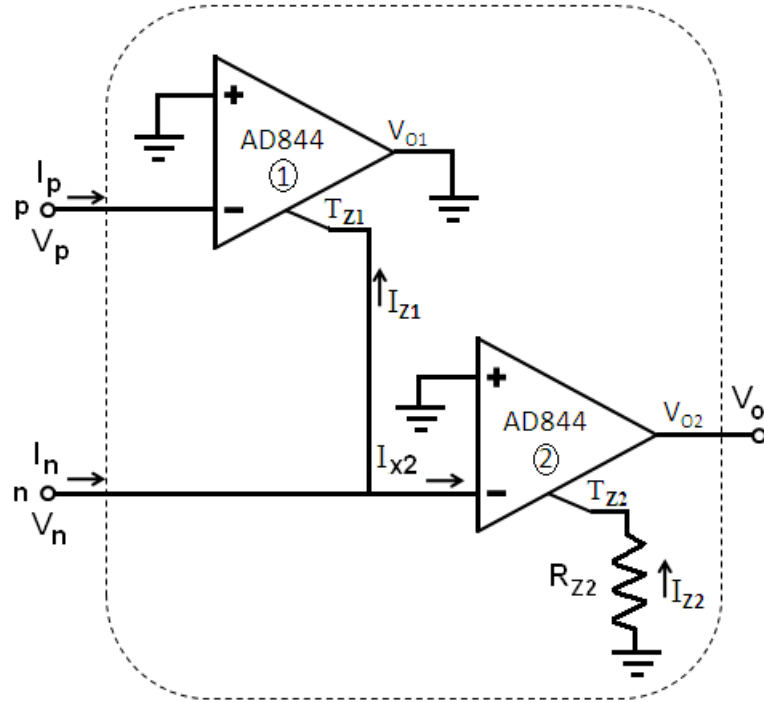 +
AD844
1
−
V_O1
T_Z1
I_p
p
V_p
I_Z1
+
AD844
2
−
V_O2
V_o
I_n
n
V_n
I_x2
T_Z2
R_Z2
I_Z2